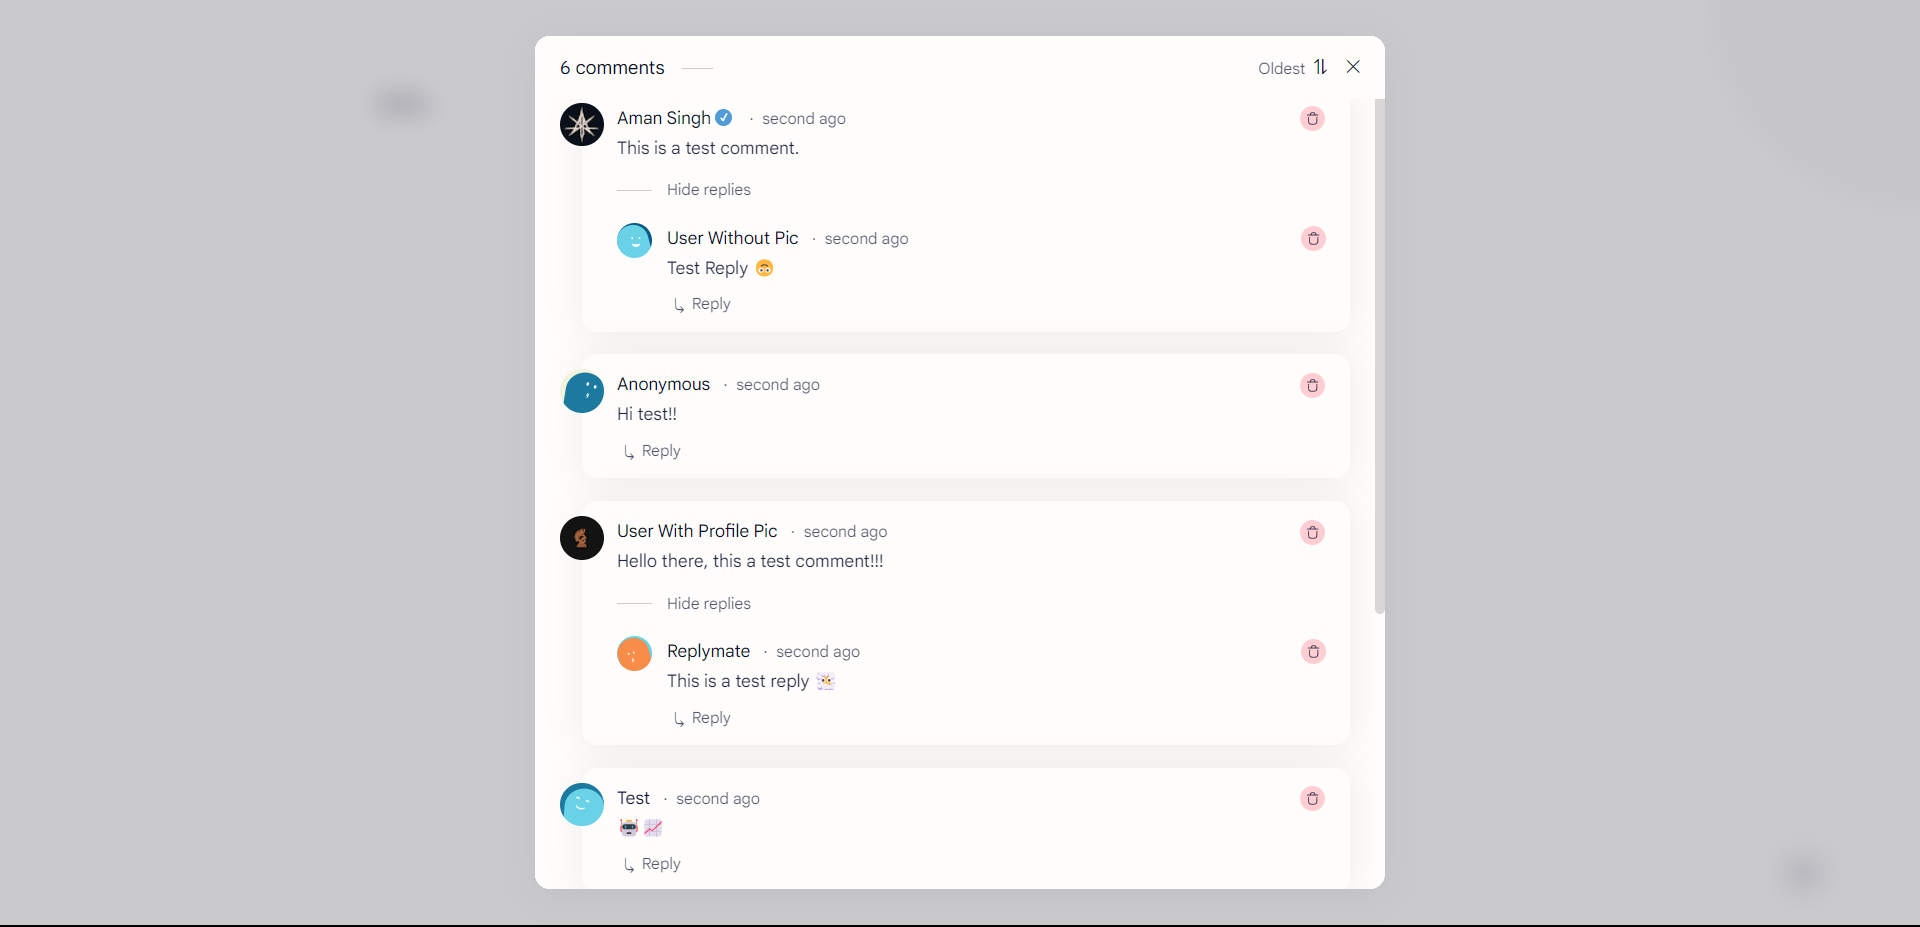 6 comments
Oldest
Aman Singh · second ago
This is a test comment.
Hide replies
User Without Pic · second ago
Test Reply 🙃
Reply
Anonymous · second ago
Hi test!!
Reply
User With Profile Pic · second ago
Hello there, this a test comment!!!
Hide replies
Replymate · second ago
This is a test reply
Reply
Test · second ago
🤖 📈
Reply